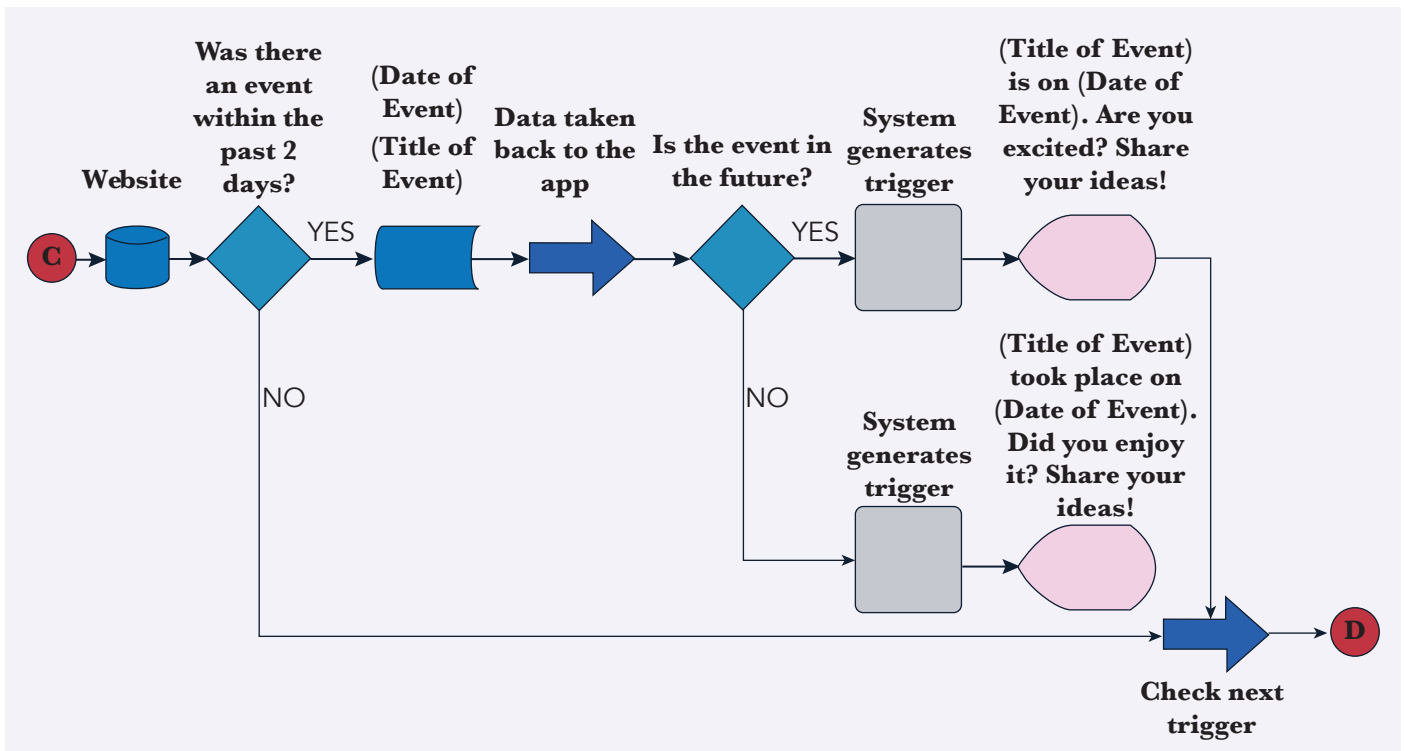 Was there
an event
within the
past 2
days?
(Date of
Event)
(Title of
Event)
Data taken
back to the
app
Is the event in
the future?
System
generates
trigger
(Title of Event)
is on (Date of
Event). Are you
excited? Share
your ideas!
Website
C
YES
YES
NO
NO
System
generates
trigger
(Title of Event)
took place on
(Date of Event).
Did you enjoy
it? Share your
ideas!
D
Check next
trigger